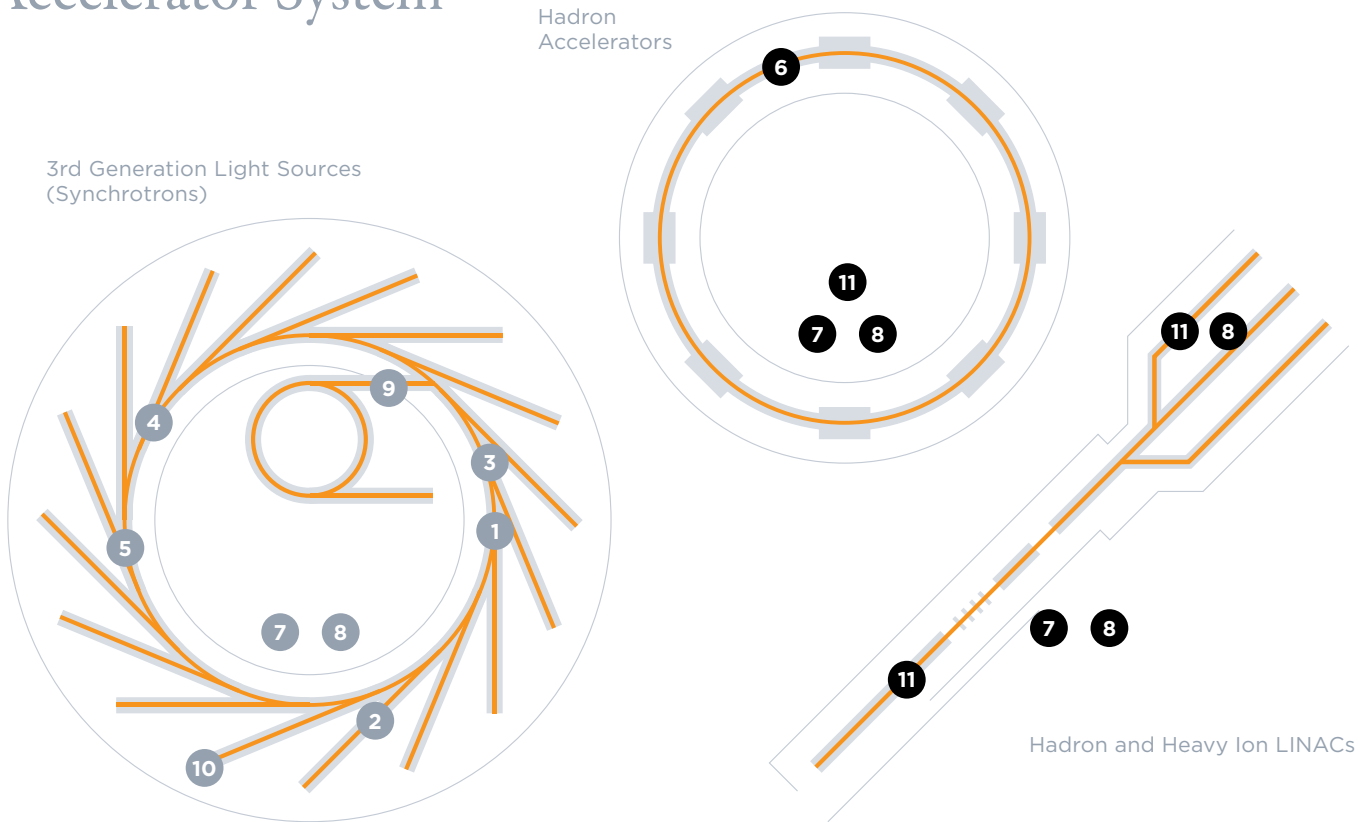 Accelerator System
Hadron
Accelerators
6
11
7 8
3rd Generation Light Sources
(Synchrotrons)
9
4
3
1
5
7 8
2
10
11 8
7 8
11
Hadron and Heavy Ion LINACs